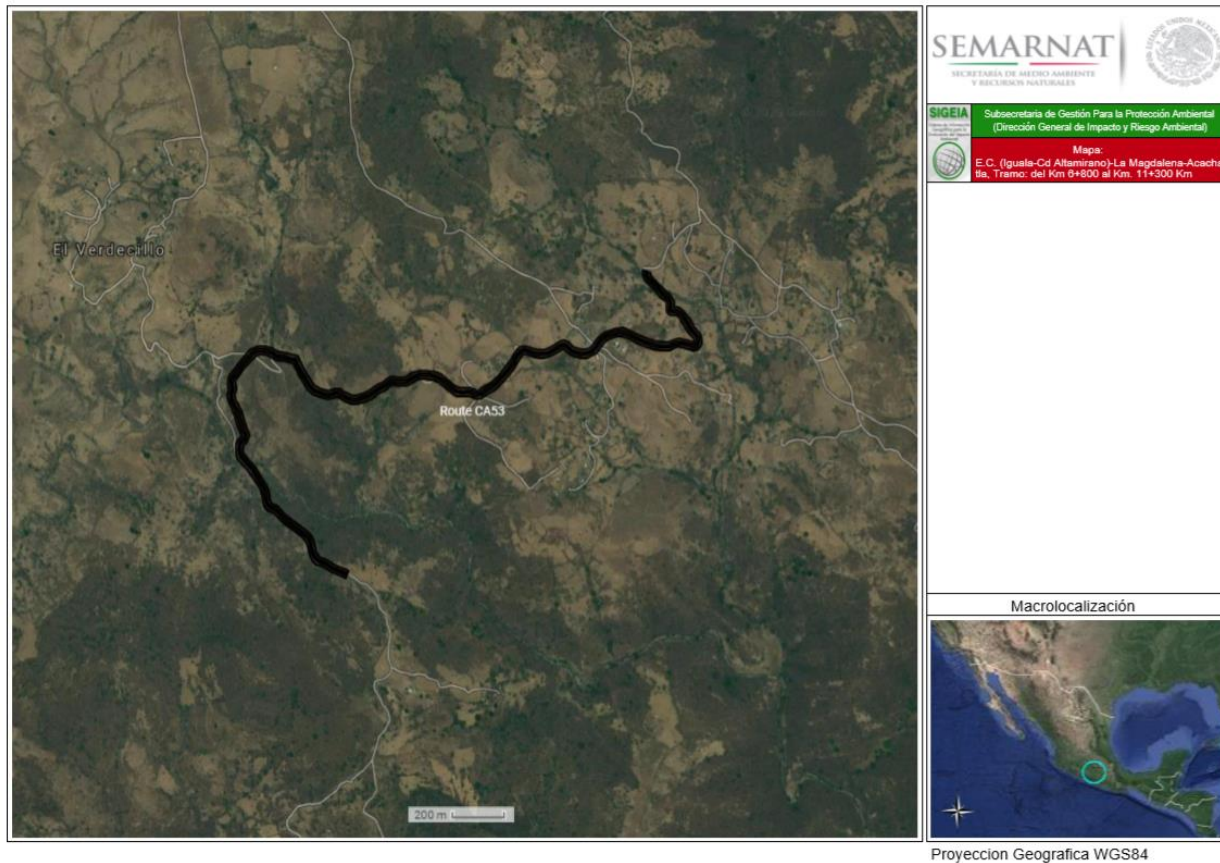 El Verdecillo
Route CA53
200 m
SEMARNAT
SECRETARÍA DE MEDIO AMBIENTE
Y RECURSOS NATURALES
SIGEIA
Subsecretaria de Gestión Para la Protección Ambiental
(Dirección General de Impacto y Riesgo Ambiental)
Mapa:
E.C. (Iguala-Cd Altamirano)-La Magdalena-Acacha
tla, Tramo: del Km 6+800 al Km. 11+300 Km
Macrolocalización
Proyeccion Geografica WGS84